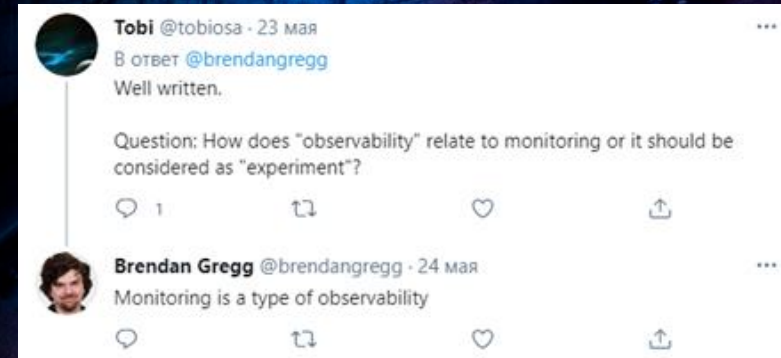 Tobi @tobiosa · 23 мая
В ответ @brendangregg
Well written.
Question: How does "observability" relate to monitoring or it should be
considered as "experiment"?
1
Brendan Gregg @brendangregg · 24 мая
Monitoring is a type of observability